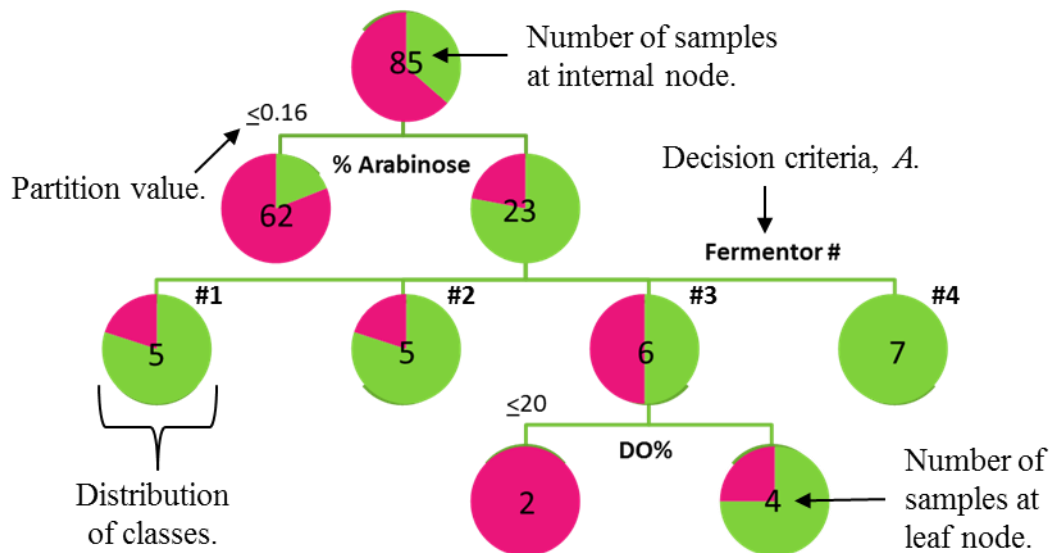 85
Number of samples
at internal node.
≤0.16
% Arabinose
Partition value.
62
23
Decision criteria, A.
Fermentor #
#1
#2
#3
#4
5
5
6
7
≤20
DO%
2
4
Distribution
of classes.
Number of
samples at
leaf node.